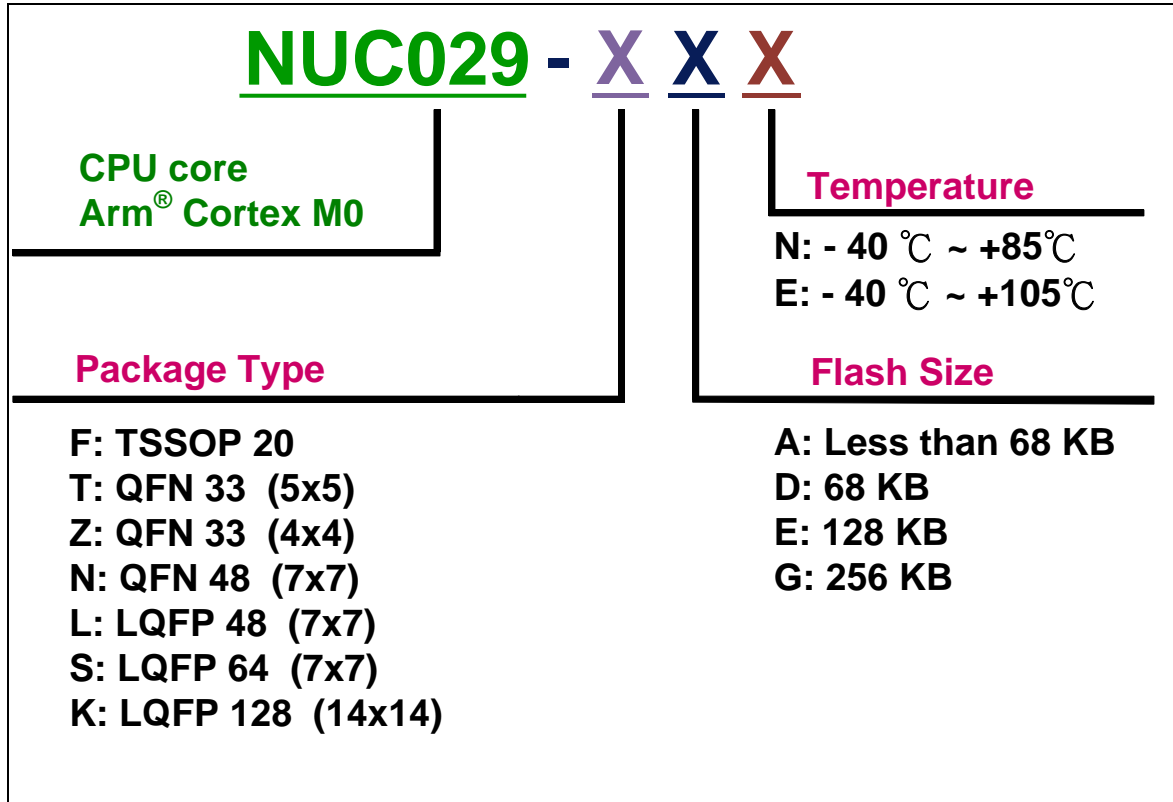 NUC029 - X X X
CPU core
Arm® Cortex M0
Temperature
N: - 40 ℃ ~ +85℃
E: - 40 ℃ ~ +105℃
Package Type
F: TSSOP 20
T: QFN 33 (5x5)
Z: QFN 33 (4x4)
N: QFN 48 (7x7)
L: LQFP 48 (7x7)
S: LQFP 64 (7x7)
K: LQFP 128 (14x14)
Flash Size
A: Less than 68 KB
D: 68 KB
E: 128 KB
G: 256 KB